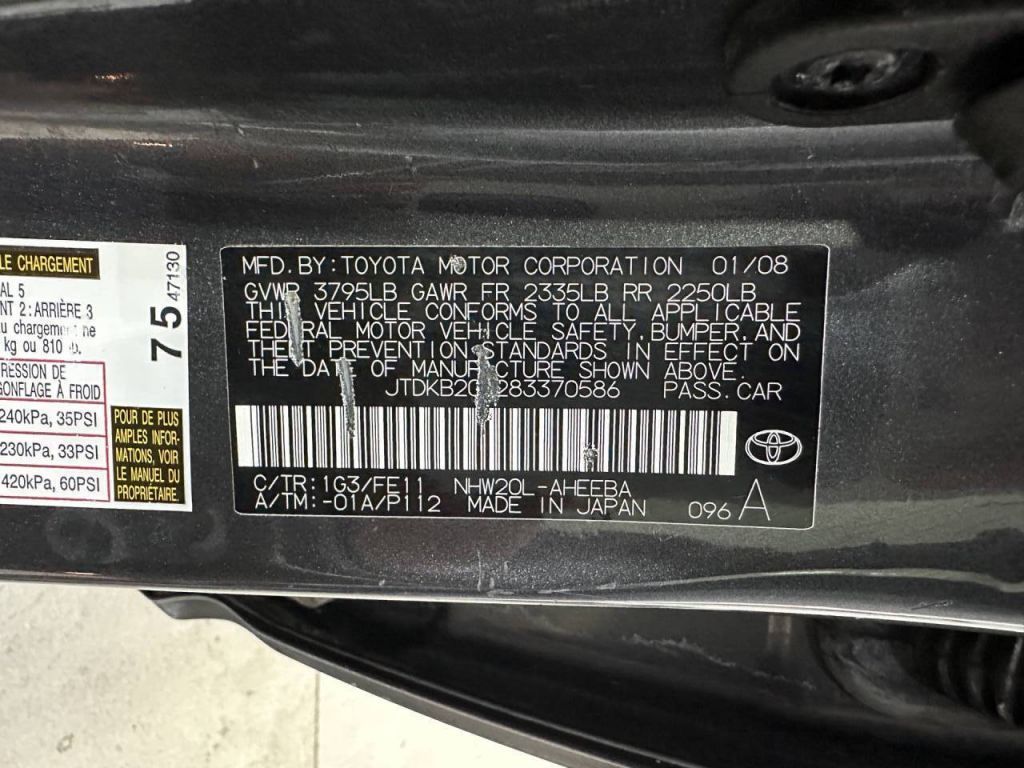 LE CHARGEMENT
AL 5
NT 2: ARRIÈRE 3
au chargement ne
kg ou 810 lb.
75
47130
RESSION DE
GONFLAGE À FROID
240kPa, 35PSI
230kPa, 33PSI
420kPa, 60PSI
POUR DE PLUS
AMPLES INFOR-
MATIONS, VOIR
LE MANUEL DU
PROPRIÉTAIRE.
MFD. BY: TOYOTA MOTOR CORPORATION 01/08
GVWR 3795LB GAWR FR 2335LB RR 2250LB
THIS VEHICLE CONFORMS TO ALL APPLICABLE
FEDERAL MOTOR VEHICLE SAFETY, BUMPER, AND
THEFT PREVENTION STANDARDS IN EFFECT ON
THE DATE OF MANUFACTURE SHOWN ABOVE.
JTDKB20U283370586 PASS. CAR
C/TR: 1G3/FE11 NHW20L-AHEEBA
A/TM: -01A/P112 MADE IN JAPAN 096 A